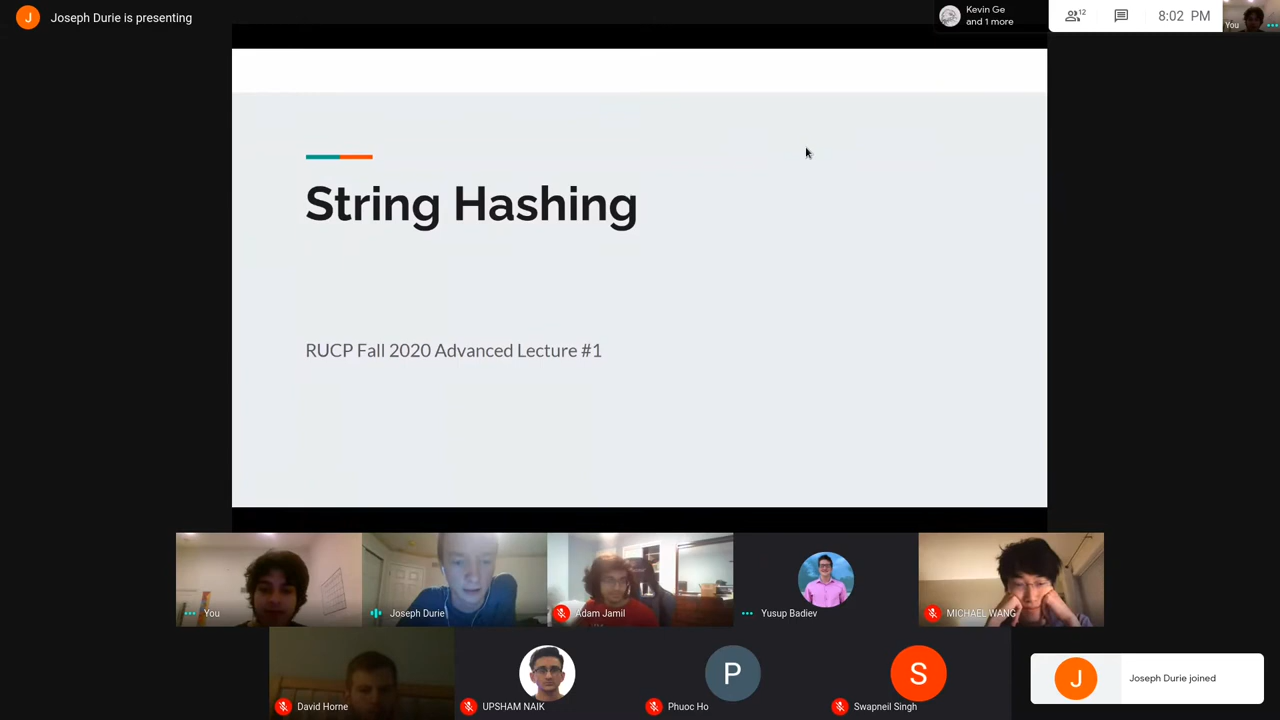 J
Joseph Durie is presenting
Kevin Ge
and 1 more
12
8:02 PM
You
String Hashing
RUCP Fall 2020 Advanced Lecture #1
You
Joseph Durie
Adam Jamil
Yusup Badiev
MICHAEL WANG
David Horne
UPSHAM NAIK
P
Phuoc Ho
S
Swapneil Singh
J
Joseph Durie joined